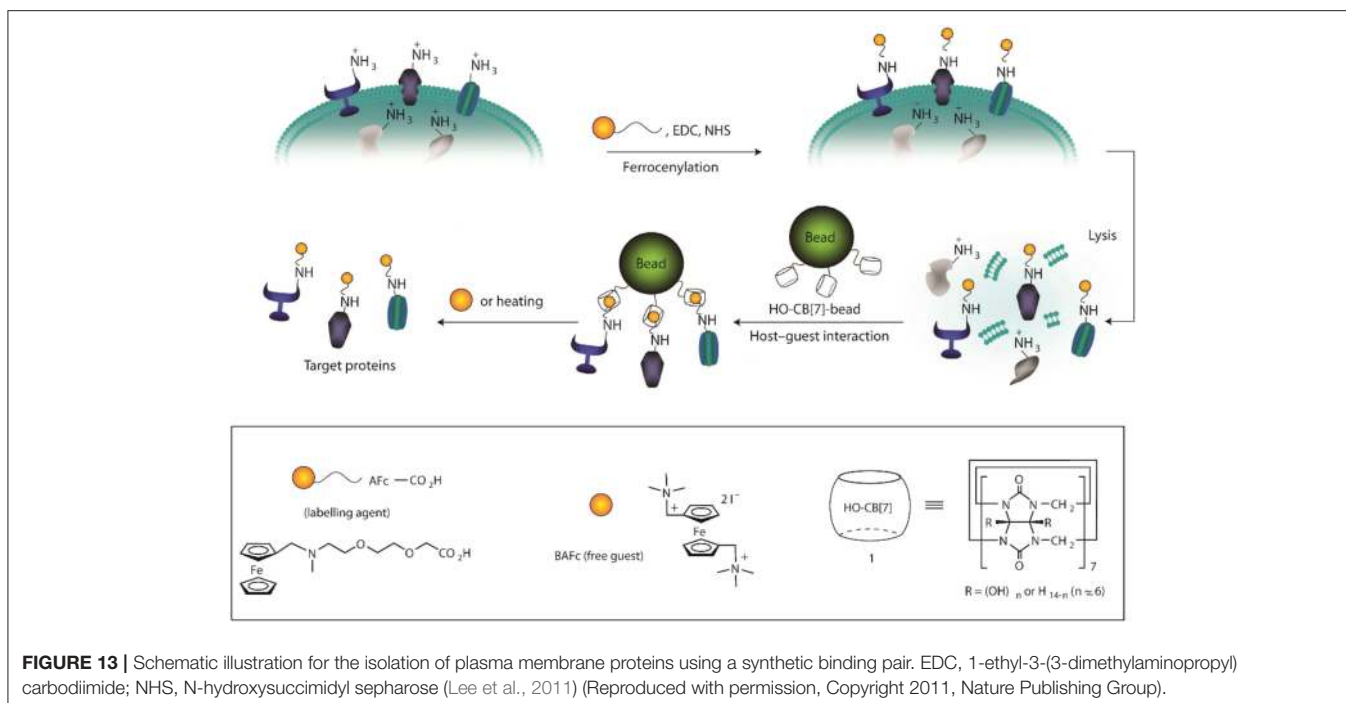 +
NH3
+
NH3
+
NH3
+
NH3
+
NH3
, EDC, NHS
Ferrocenylation
NH
NH
NH
+
NH3
+
NH3
Lysis
+
NH3
NH
NH
NH
+
NH3
Bead
HO-CB[7]-bead
Host–guest interaction
Bead
NH
NH
NH
or heating
NH
NH
NH
Target proteins
AFc —CO2H
(labelling agent)
Fe
N
O
O
CO2H
BAFc (free guest)
N
+
2I−
Fe
N
+
HO-CB[7]
1
≡
O
N
N
CH2
R
R
N
N
CH2
O
7
R = (OH)n or H14-n (n ≈ 6)
FIGURE 13 | Schematic illustration for the isolation of plasma membrane proteins using a synthetic binding pair. EDC, 1-ethyl-3-(3-dimethylaminopropyl)
carbodiimide; NHS, N-hydroxysuccimidyl sepharose (Lee et al., 2011) (Reproduced with permission, Copyright 2011, Nature Publishing Group).